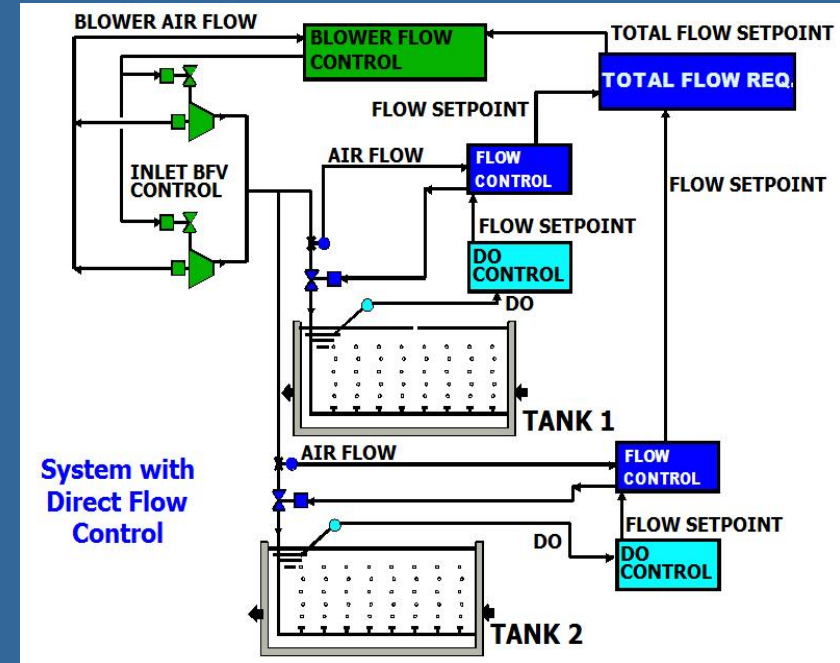 BLOWER AIR FLOW
BLOWER FLOW
CONTROL
TOTAL FLOW SETPOINT
TOTAL FLOW REQ.
FLOW SETPOINT
INLET BFV
CONTROL
AIR FLOW
FLOW
CONTROL
FLOW SETPOINT
FLOW SETPOINT
DO
CONTROL
DO
TANK 1
System with
Direct Flow
Control
AIR FLOW
FLOW
CONTROL
FLOW SETPOINT
DO
DO
CONTROL
TANK 2